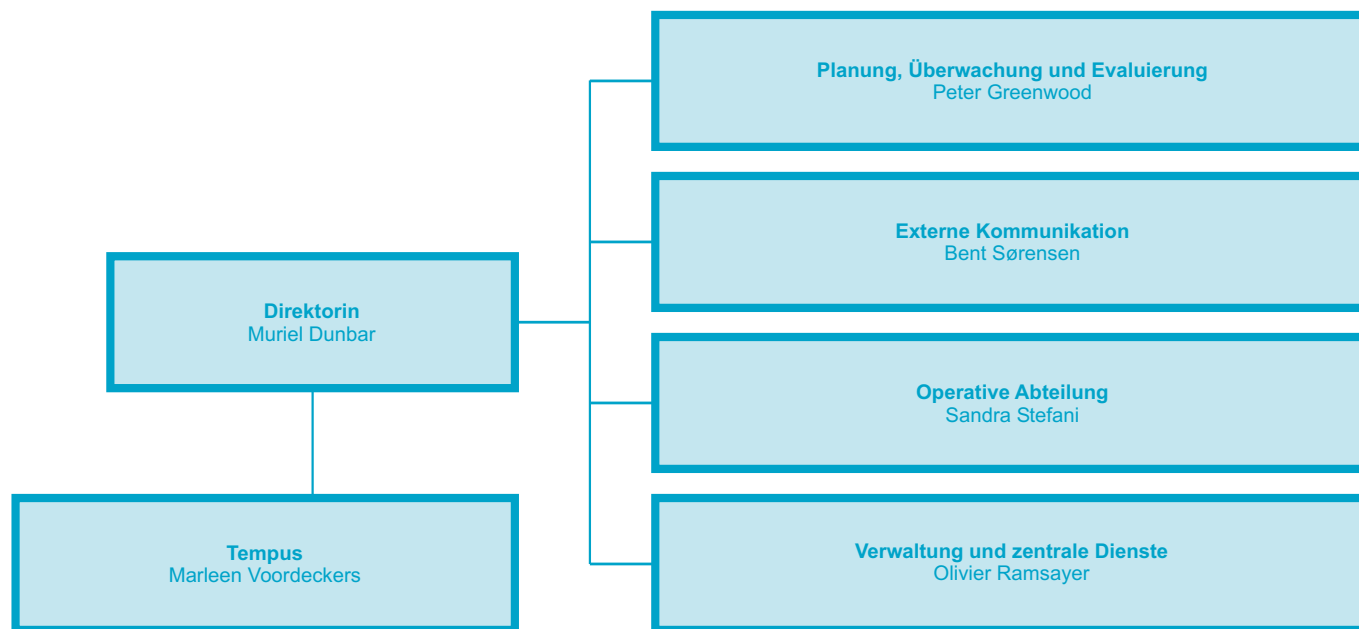 Planung, Überwachung und Evaluierung
Peter Greenwood
Externe Kommunikation
Bent Sørensen
Direktorin
Muriel Dunbar
Operative Abteilung
Sandra Stefani
Tempus
Marleen Voordeckers
Verwaltung und zentrale Dienste
Olivier Ramsayer